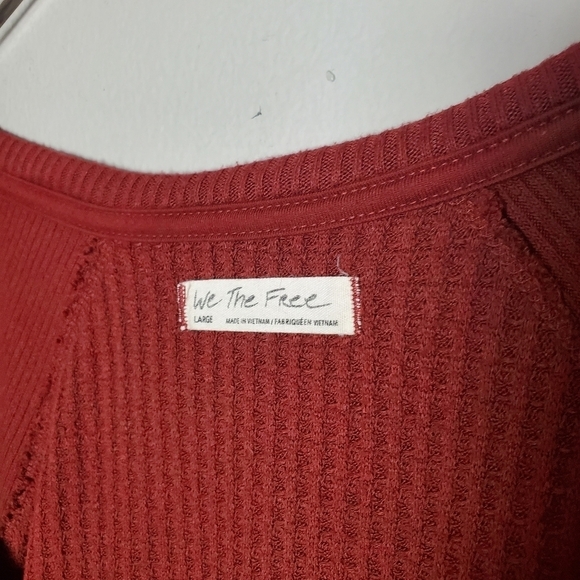 We The Free
LARGE MADE IN VIETNAM / FABRIQUÉ EN VIETNAM